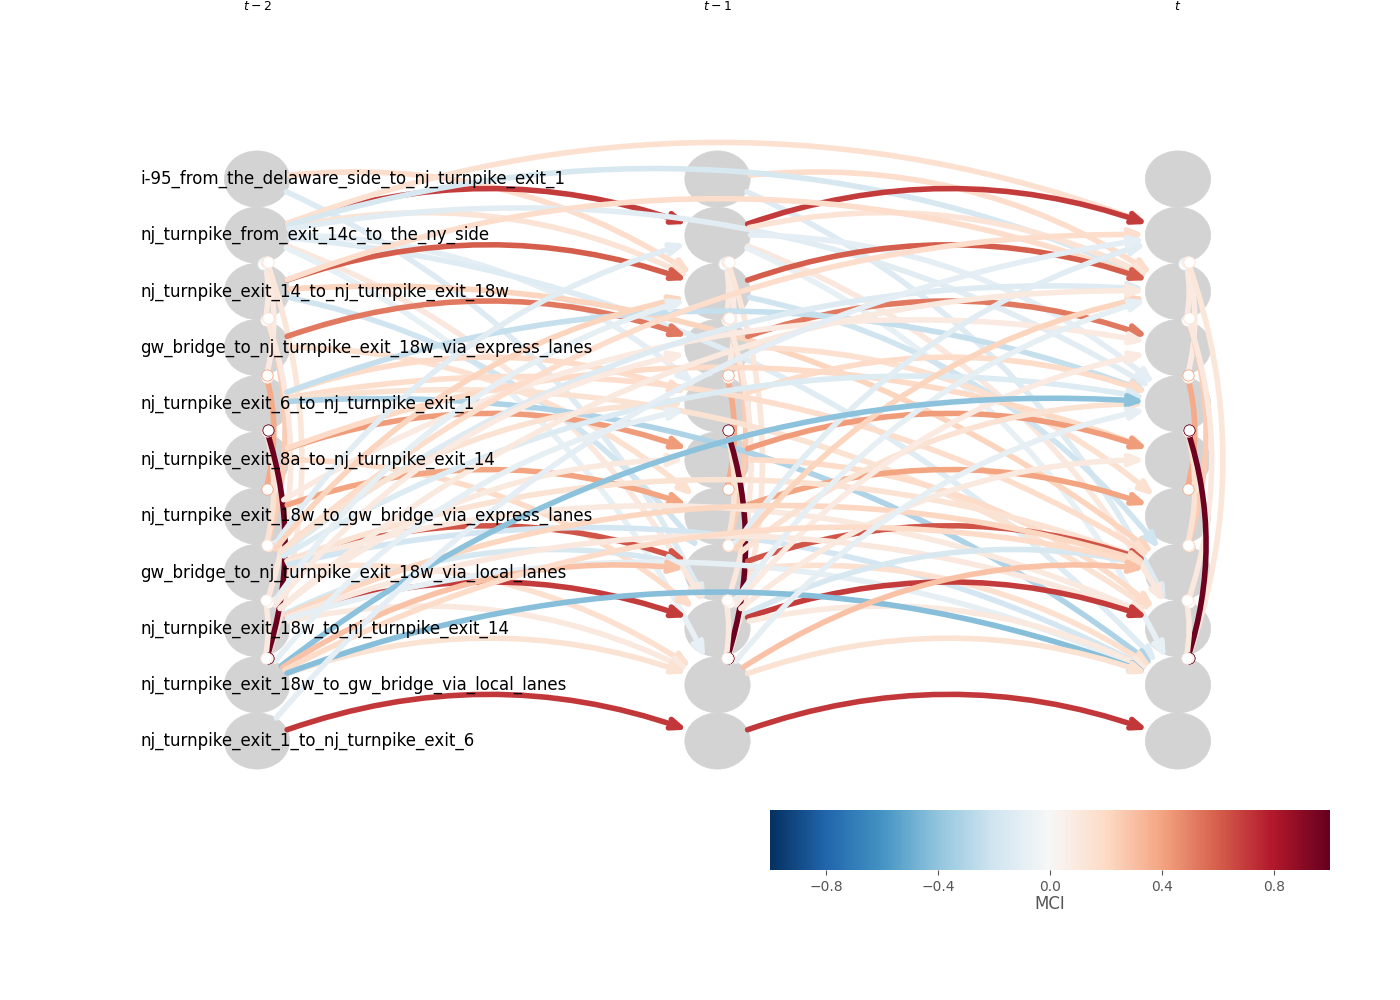 t − 2 t − 1 t
i-95_from_the_delaware_side_to_nj_turnpike_exit_1
nj_turnpike_from_exit_14c_to_the_ny_side
nj_turnpike_exit_14_to_nj_turnpike_exit_18w
gw_bridge_to_nj_turnpike_exit_18w_via_express_lanes
nj_turnpike_exit_6_to_nj_turnpike_exit_1
nj_turnpike_exit_8a_to_nj_turnpike_exit_14
nj_turnpike_exit_18w_to_gw_bridge_via_express_lanes
gw_bridge_to_nj_turnpike_exit_18w_via_local_lanes
nj_turnpike_exit_18w_to_nj_turnpike_exit_14
nj_turnpike_exit_18w_to_gw_bridge_via_local_lanes
nj_turnpike_exit_1_to_nj_turnpike_exit_6
−0.8 −0.4 0.0 0.4 0.8
MCI